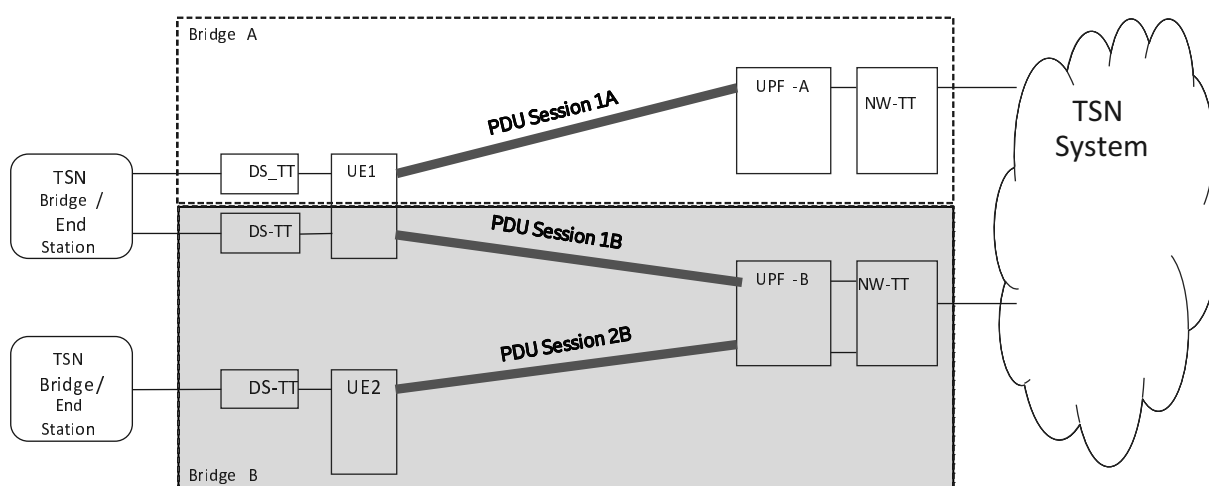 Bridge A
PDU Session 1A
UPF -A
NW-TT
TSN
System
TSN
Bridge /
End
Station
DS_TT
UE1
DS-TT
PDU Session 1B
UPF -B
NW-TT
PDU Session 2B
TSN
Bridge/
End
Station
DS-TT
UE2
Bridge B